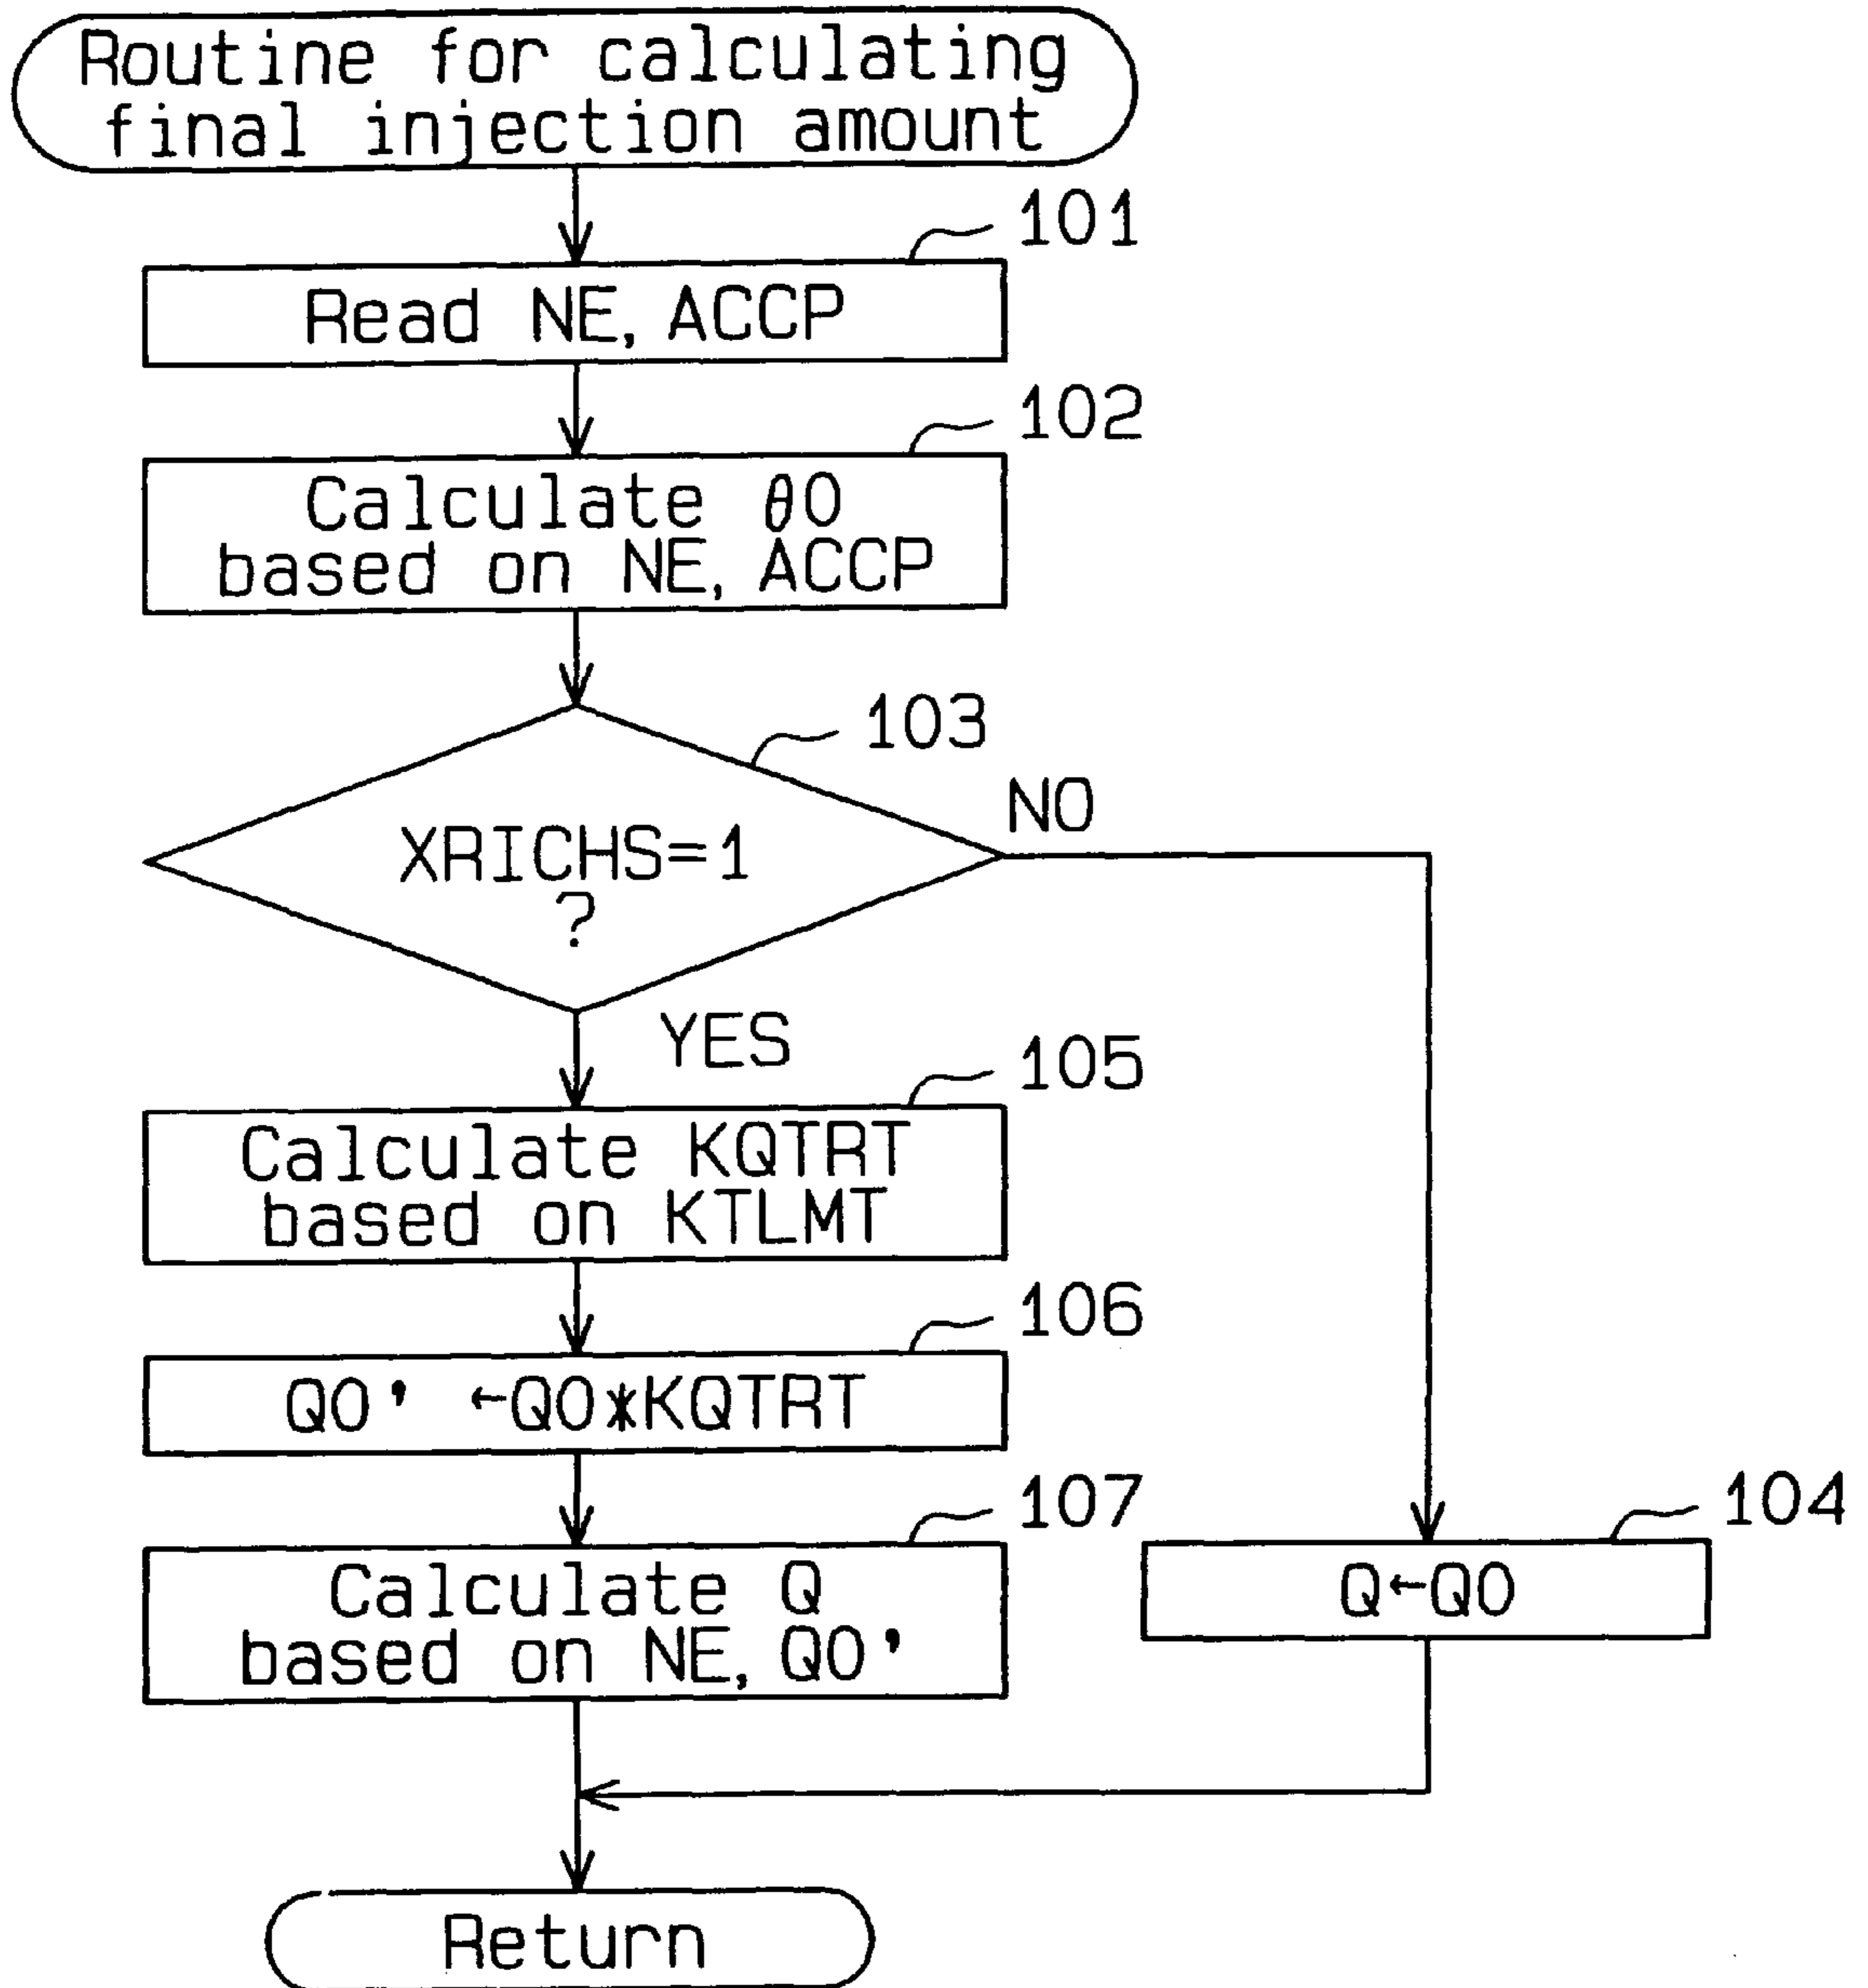 Routine for calculating
final injection amount
101
Read NE, ACCP
102
Calculate θ0
based on NE, ACCP
103
NO
XRICHS=1
?
YES
105
Calculate KQTRT
based on KTLMT
106
Q0' ←Q0*KQTRT
107
Calculate Q
based on NE, Q0'
104
Q←Q0
Return